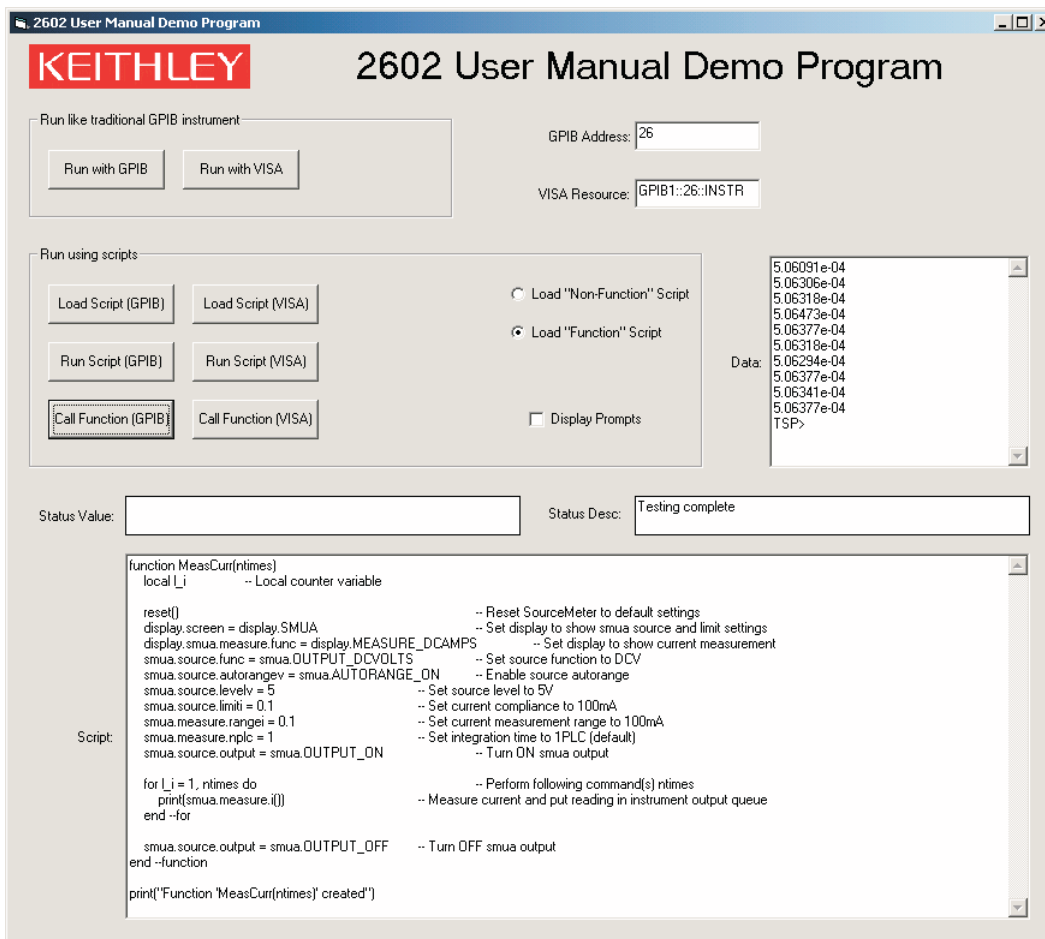 2602 User Manual Demo Program
KEITHLEY
2602 User Manual Demo Program
Run like traditional GPIB instrument
Run with GPIB
Run with VISA
GPIB Address:
26
VISA Resource:
GPIB1::26::INSTR
Run using scripts
Load Script (GPIB)
Load Script (VISA)
Run Script (GPIB)
Run Script (VISA)
Call Function (GPIB)
Call Function (VISA)
Load "Non-Function" Script
Load "Function" Script
Display Prompts
Data:
5.06091e-04
5.06306e-04
5.06318e-04
5.06473e-04
5.06377e-04
5.06318e-04
5.06294e-04
5.06377e-04
5.06341e-04
5.06377e-04
TSP>
Status Value:
Status Desc:
Testing complete
Script:
function MeasCurr(ntimes)
local l_i -- Local counter variable
reset() -- Reset SourceMeter to default settings
display.screen = display.SMUA -- Set display to show smua source and limit settings
display.smua.measure.func = display.MEASURE_DCAMPS -- Set display to show current measurement
smua.source.func = smua.OUTPUT_DCVOLTS -- Set source function to DCV
smua.source.autorangev = smua.AUTORANGE_ON -- Enable source autorange
smua.source.levelv = 5 -- Set source level to 5V
smua.source.limiti = 0.1 -- Set current compliance to 100mA
smua.measure.rangei = 0.1 -- Set current measurement range to 100mA
smua.measure.nplc = 1 -- Set integration time to 1PLC (default)
smua.source.output = smua.OUTPUT_ON -- Turn ON smua output
for l_i = 1, ntimes do -- Perform following command(s) ntimes
print(smua.measure.i()) -- Measure current and put reading in instrument output queue
end --for
smua.source.output = smua.OUTPUT_OFF -- Turn OFF smua output
end --function
print("Function 'MeasCurr(ntimes)' created")